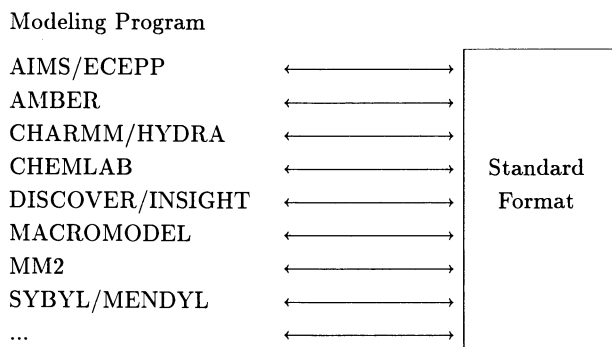 Modeling Program
AIMS/ECEPP
AMBER
CHARMM/HYDRA
CHEMLAB
DISCOVER/INSIGHT
MACROMODEL
MM2
SYBYL/MENDYL
...
Standard
Format